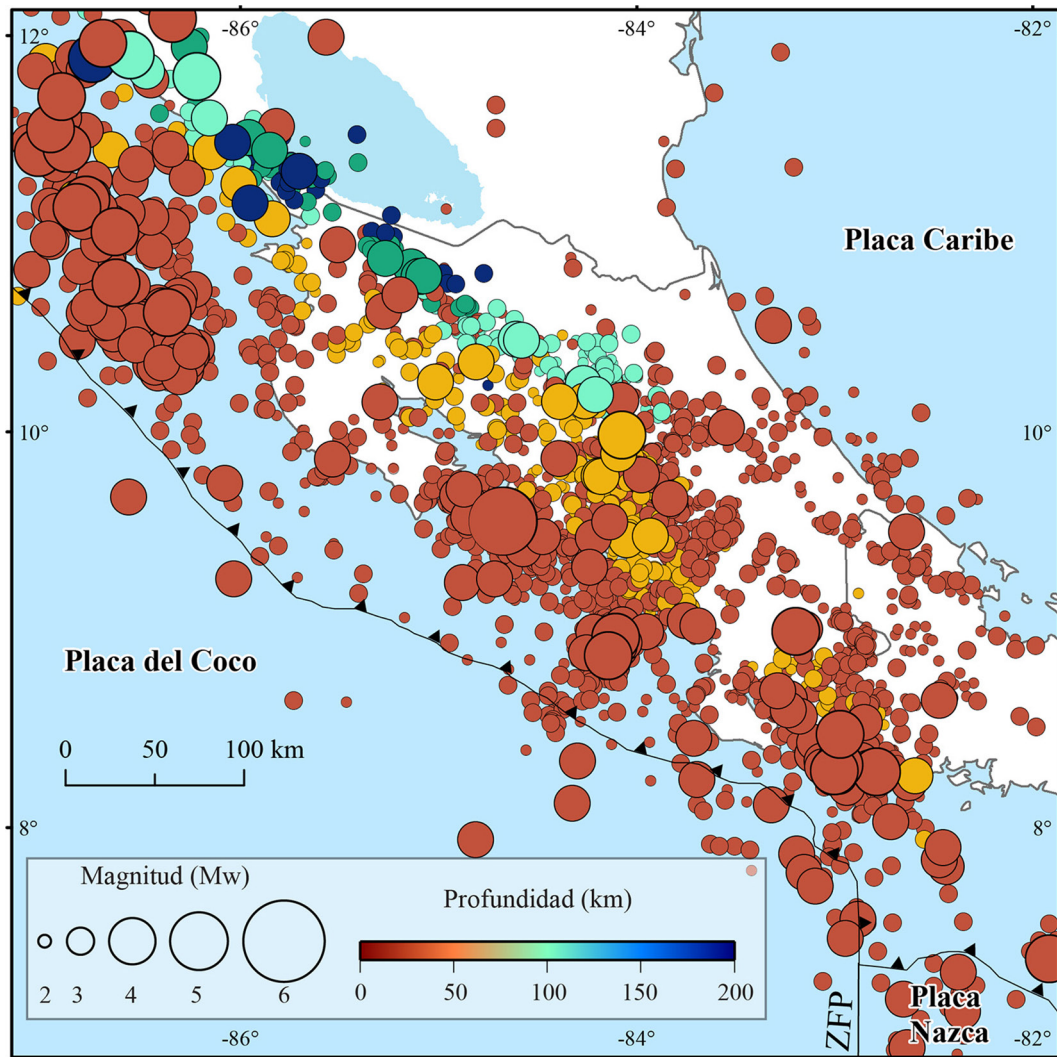 -86°
-84°
-82°
12°
Placa Caribe
10°
10°
Placa del Coco
0 50 100 km
8°
8°
Magnitud (Mw)
2 3 4 5 6
Profundidad (km)
0 50 100 150 200
ZFP
Placa
Nazca
-86°
-84°
-82°